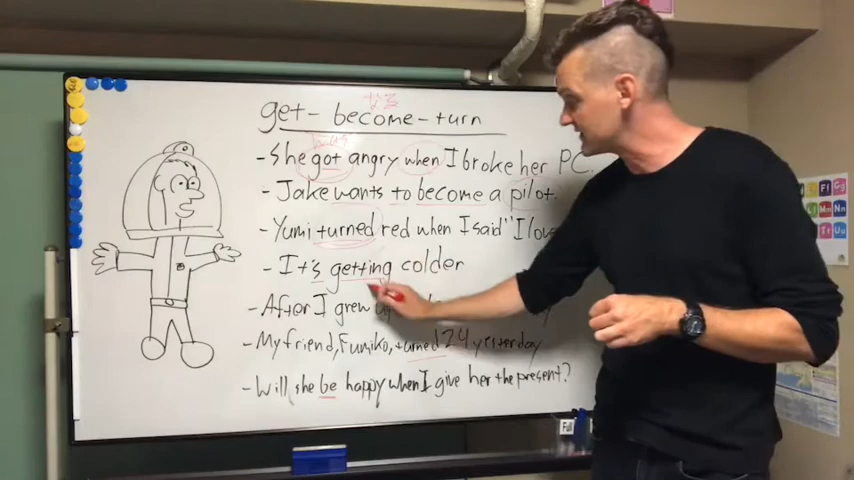 get - become - turn
- She got angry when I broke her PC.
was
- Jake wants to become a pilot.
- Yumi turned red when I said "I love
- It's getting colder
- After I grew up
- My friend, Fumiko, turned 24 yesterday
- Will she be happy when I give her the present?
Full